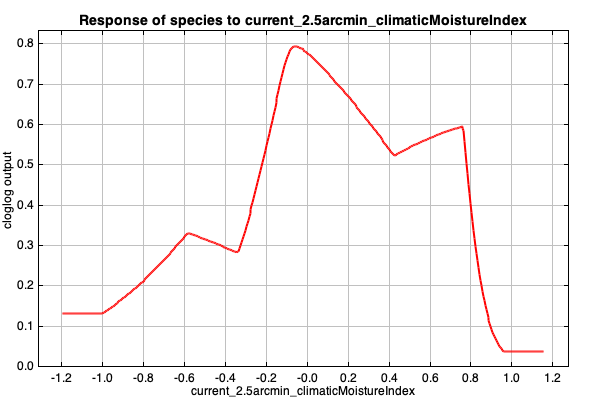 Response of species to current_2.5arcmin_climaticMoistureIndex
cloglog output
0.8
0.7
0.6
0.5
0.4
0.3
0.2
0.1
0.0
-1.2 -1.0 -0.8 -0.6 -0.4 -0.2 -0.0 0.2 0.4 0.6 0.8 1.0 1.2
current_2.5arcmin_climaticMoistureIndex